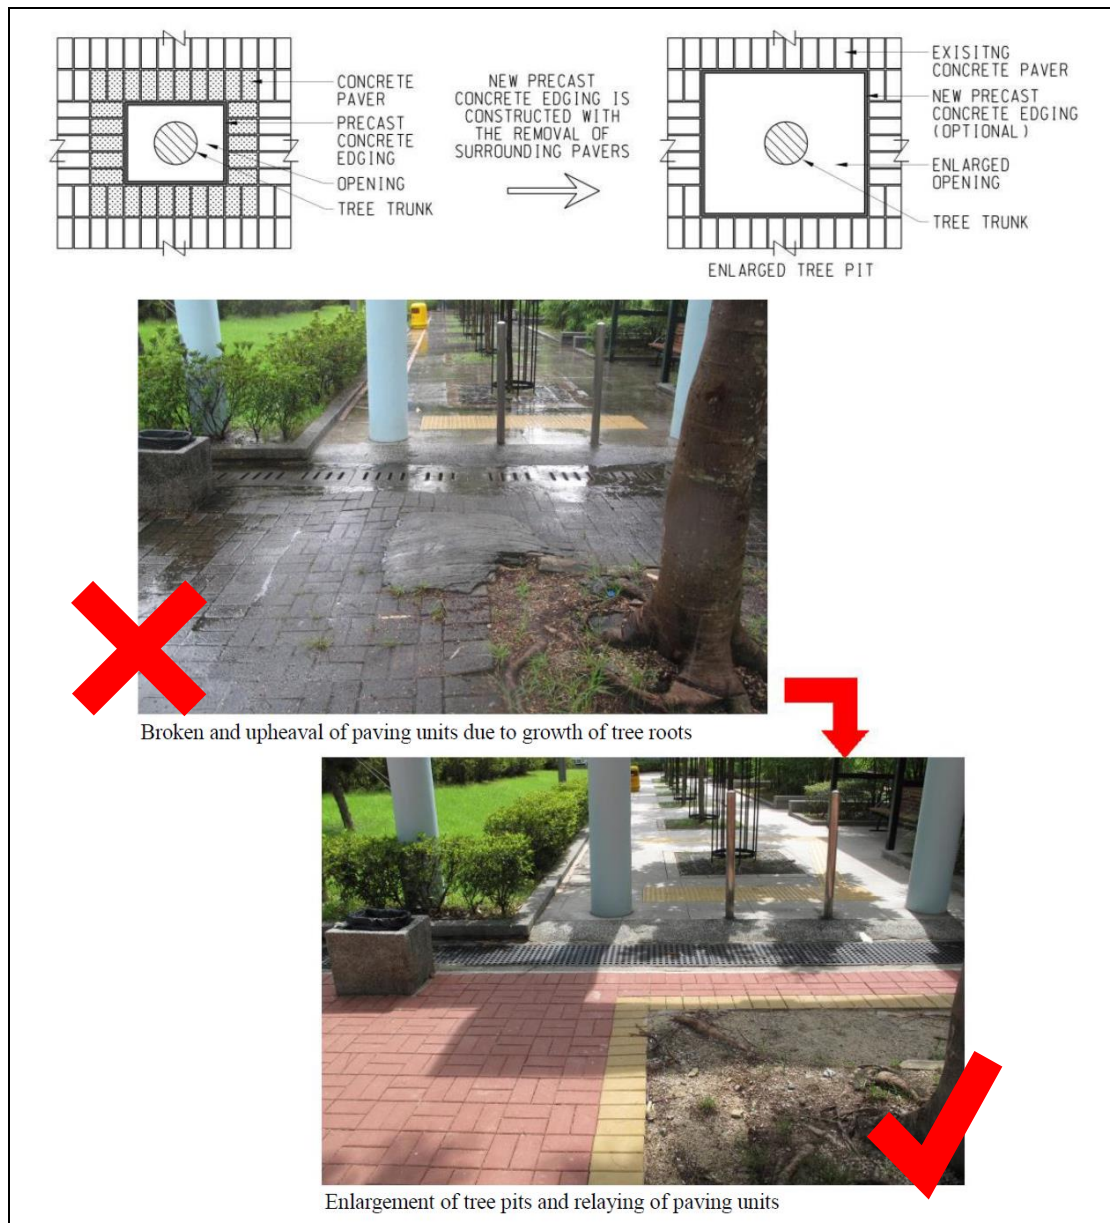 CONCRETE
PAVER
PRECAST
CONCRETE
EDGING
OPENING
TREE TRUNK
NEW PRECAST
CONCRETE EDGING IS
CONSTRUCTED WITH
THE REMOVAL OF
SURROUNDING PAVERS
EXISITNG
CONCRETE PAVER
NEW PRECAST
CONCRETE EDGING
(OPTIONAL)
ENLARGED
OPENING
TREE TRUNK
ENLARGED TREE PIT
Broken and upheaval of paving units due to growth of tree roots
Enlargement of tree pits and relaying of paving units